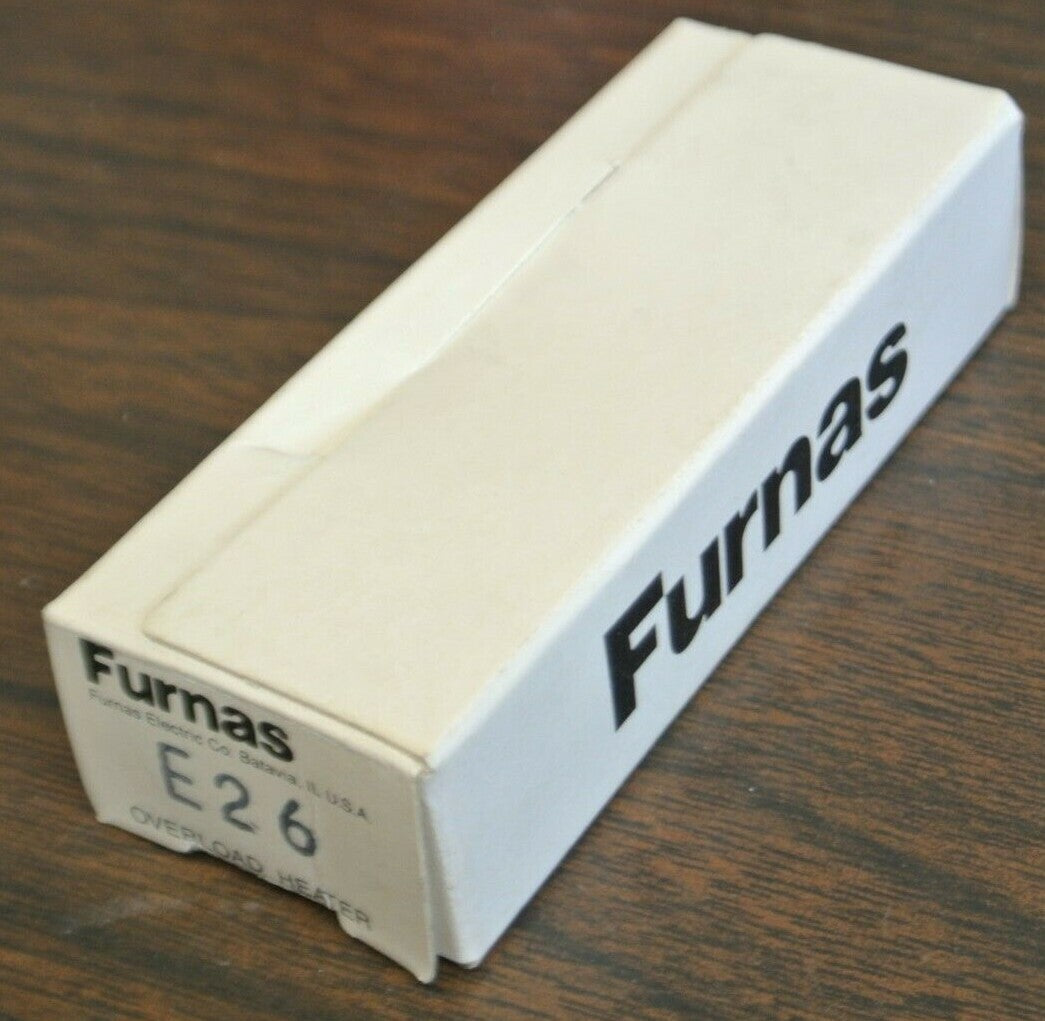 Furnas
Furnas Electric Co. Batavia, IL U.S.A
E26
OVERLOAD HEATER
Furnas